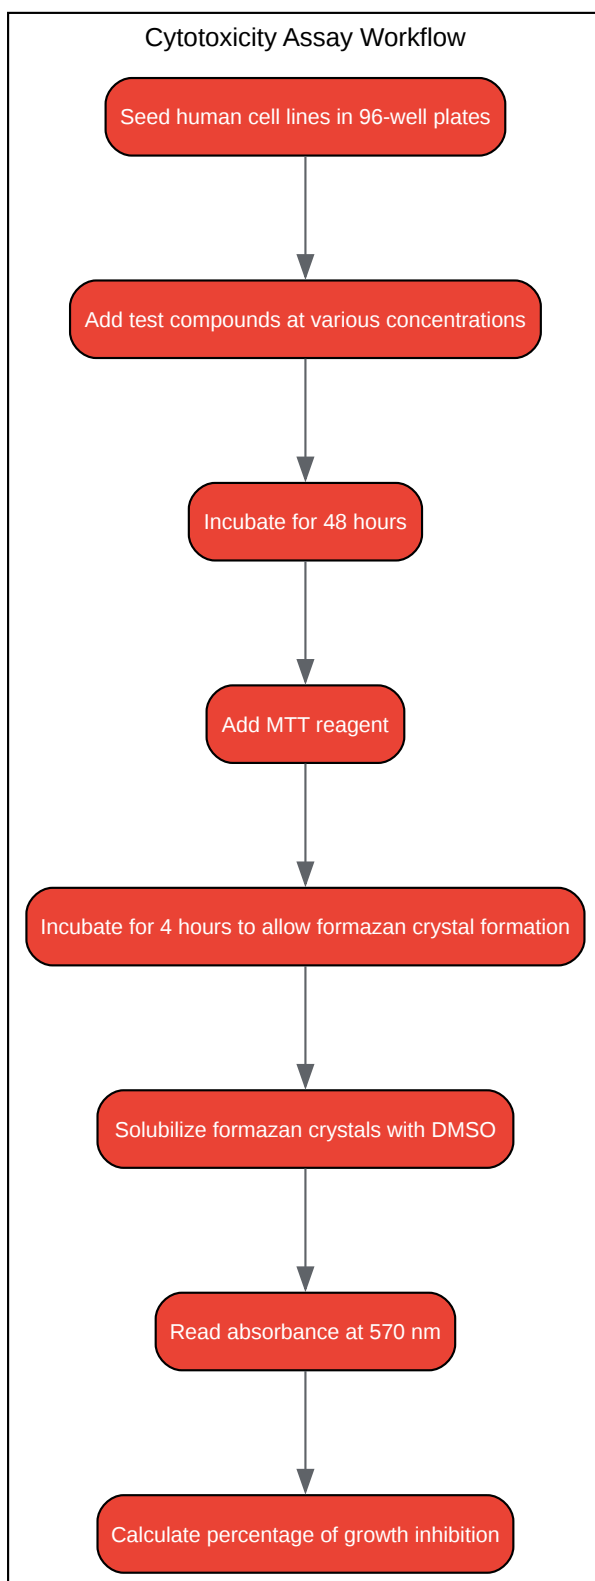 Cytotoxicity Assay Workflow
Seed human cell lines in 96-well plates
Add test compounds at various concentrations
Incubate for 48 hours
Add MTT reagent
Incubate for 4 hours to allow formazan crystal formation
Solubilize formazan crystals with DMSO
Read absorbance at 570 nm
Calculate percentage of growth inhibition